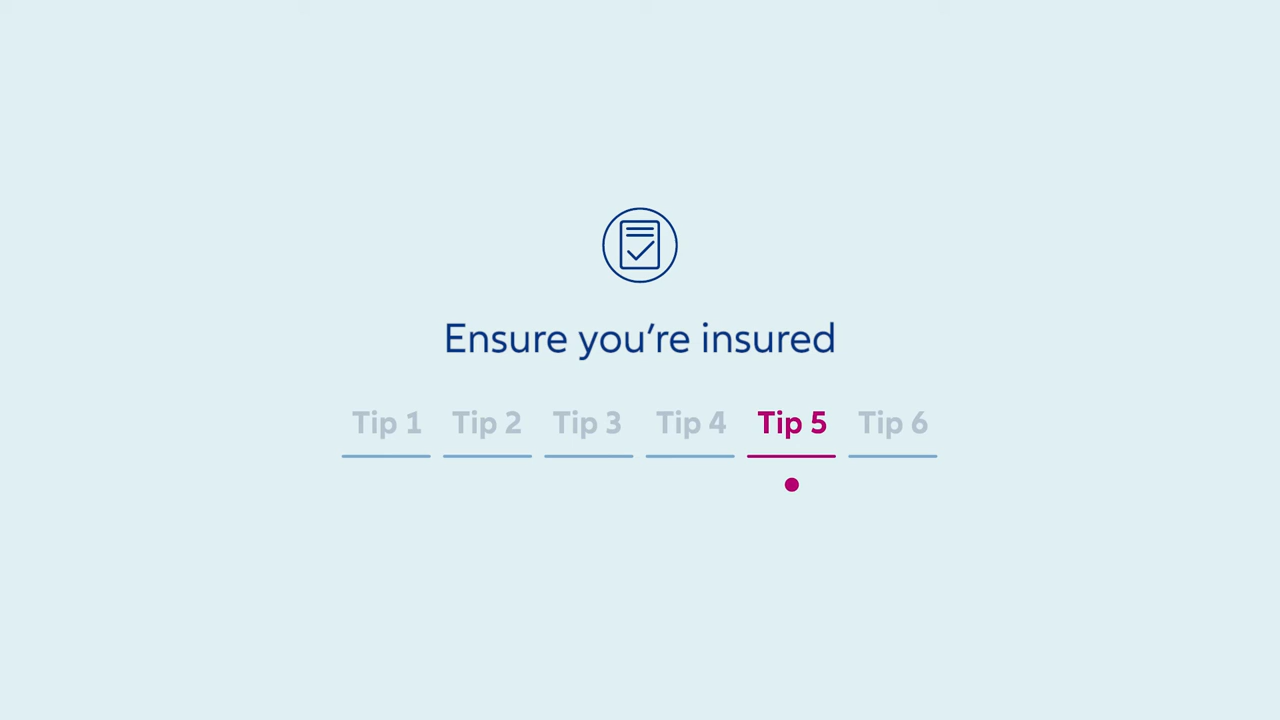 Ensure you’re insured
Tip 1 Tip 2 Tip 3 Tip 4 Tip 5 Tip 6